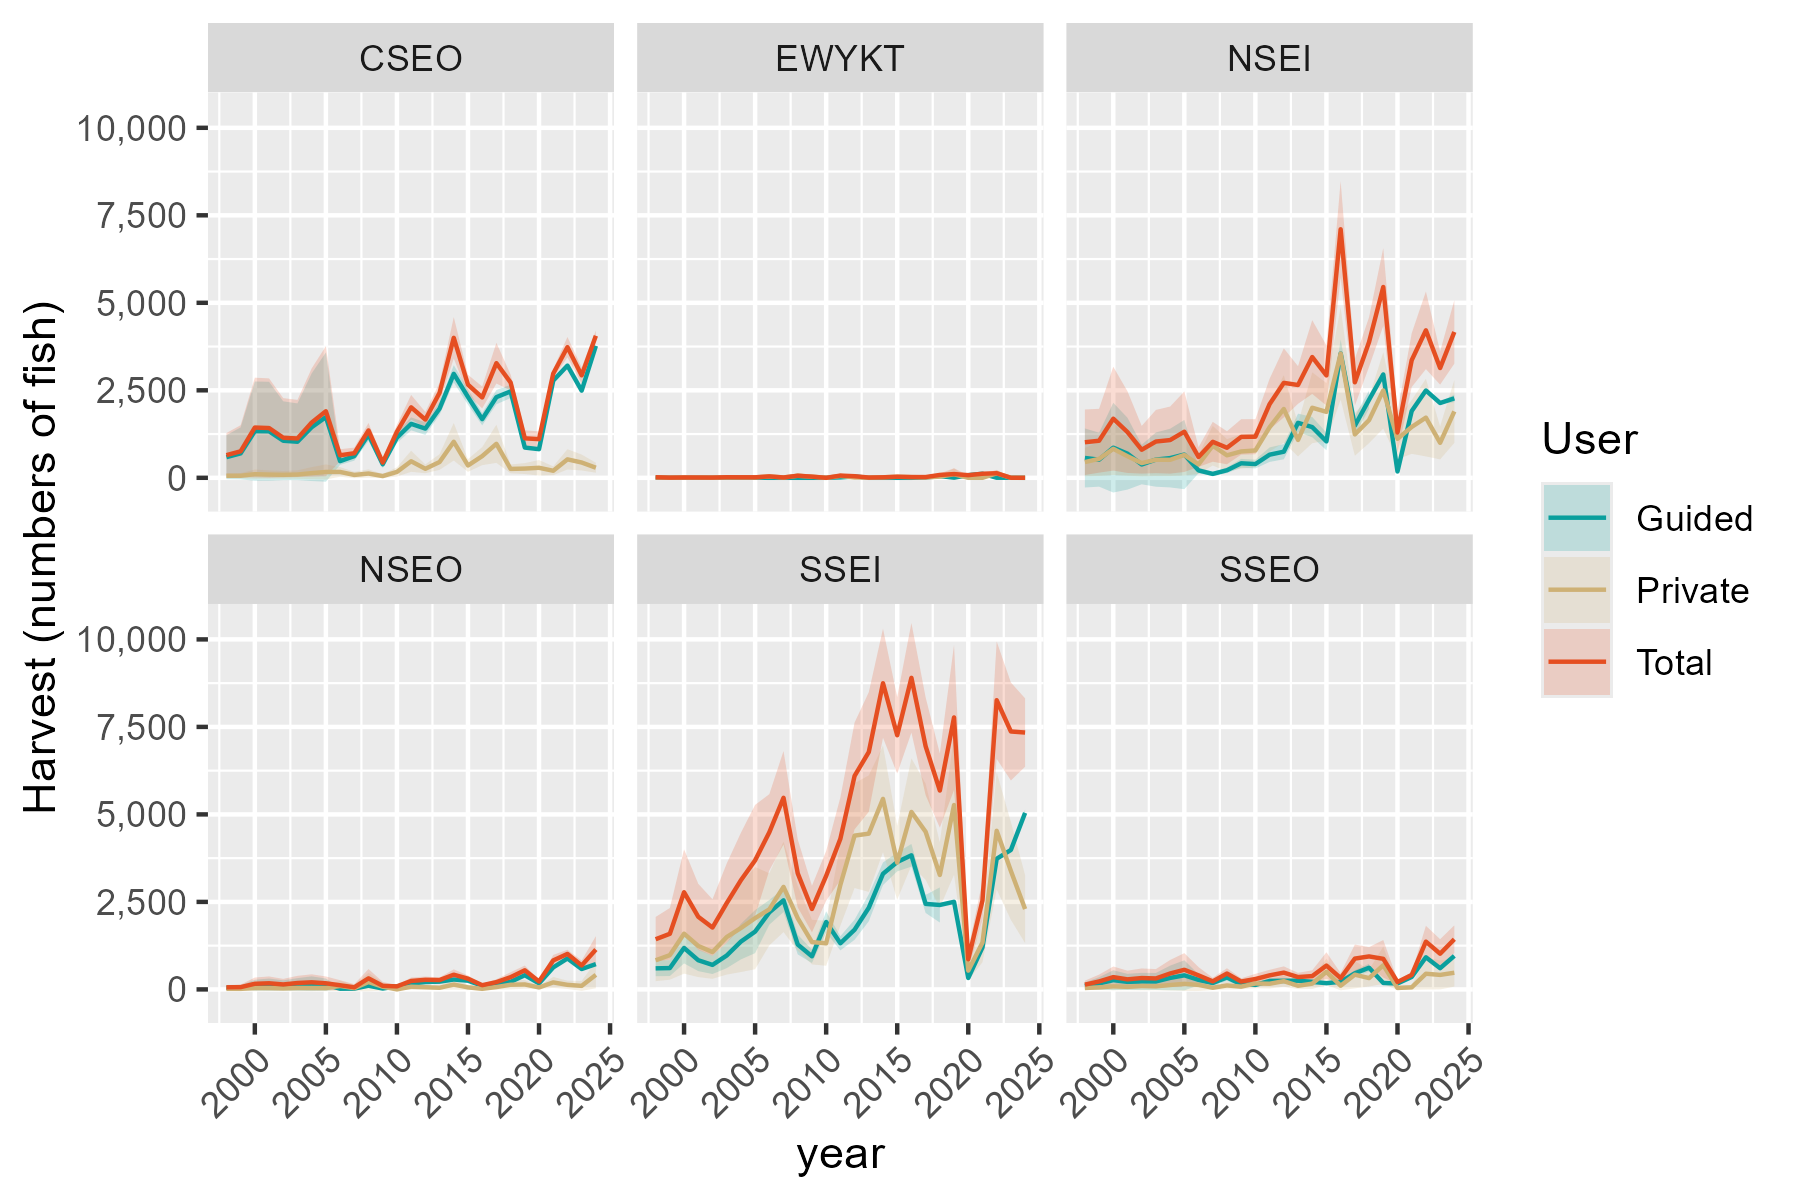 CSEO EWYKT NSEI
10,000
7,500
5,000
2,500
0
NSEO SSEI SSEO
10,000
7,500
5,000
2,500
0
2000 2005 2010 2015 2020 2025 2000 2005 2010 2015 2020 2025 2000 2005 2010 2015 2020 2025
year
Harvest (numbers of fish)
User
Guided
Private
Total